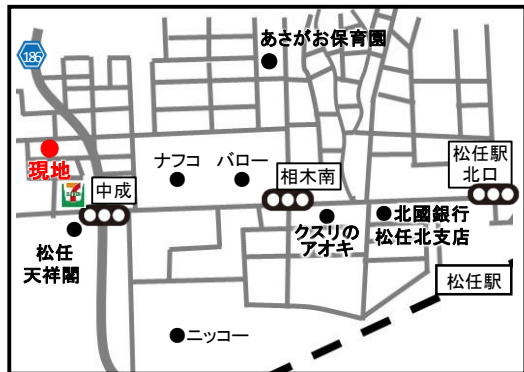 あさがお保育園
186
現地
ナフコ
バロー
相木南
松任駅
北口
中成
松任
天祥閣
クスリの
アオキ
北國銀行
松任北支店
松任駅
ニッコー